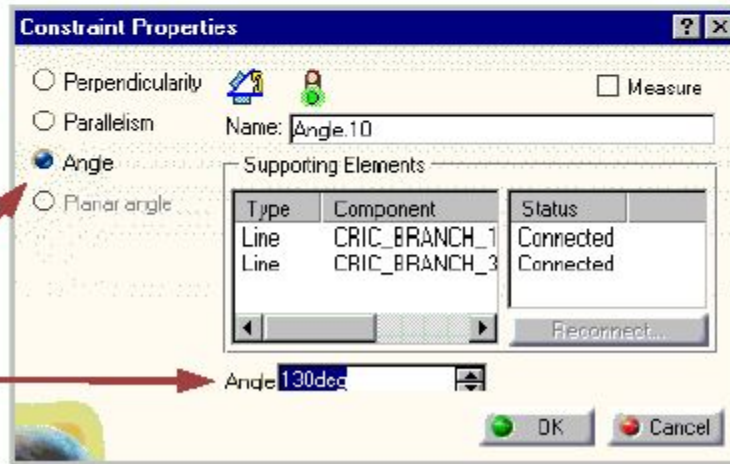 Constraint Properties
Perpendicularity
Measure
Parallelism
Name: Angle.10
Angle
Supporting Elements
Planar angle
Type Component Status
Line CRIC_BRANCH_1 Connected
Line CRIC_BRANCH_3 Connected
Reconnect...
Angle 130deg
OK Cancel